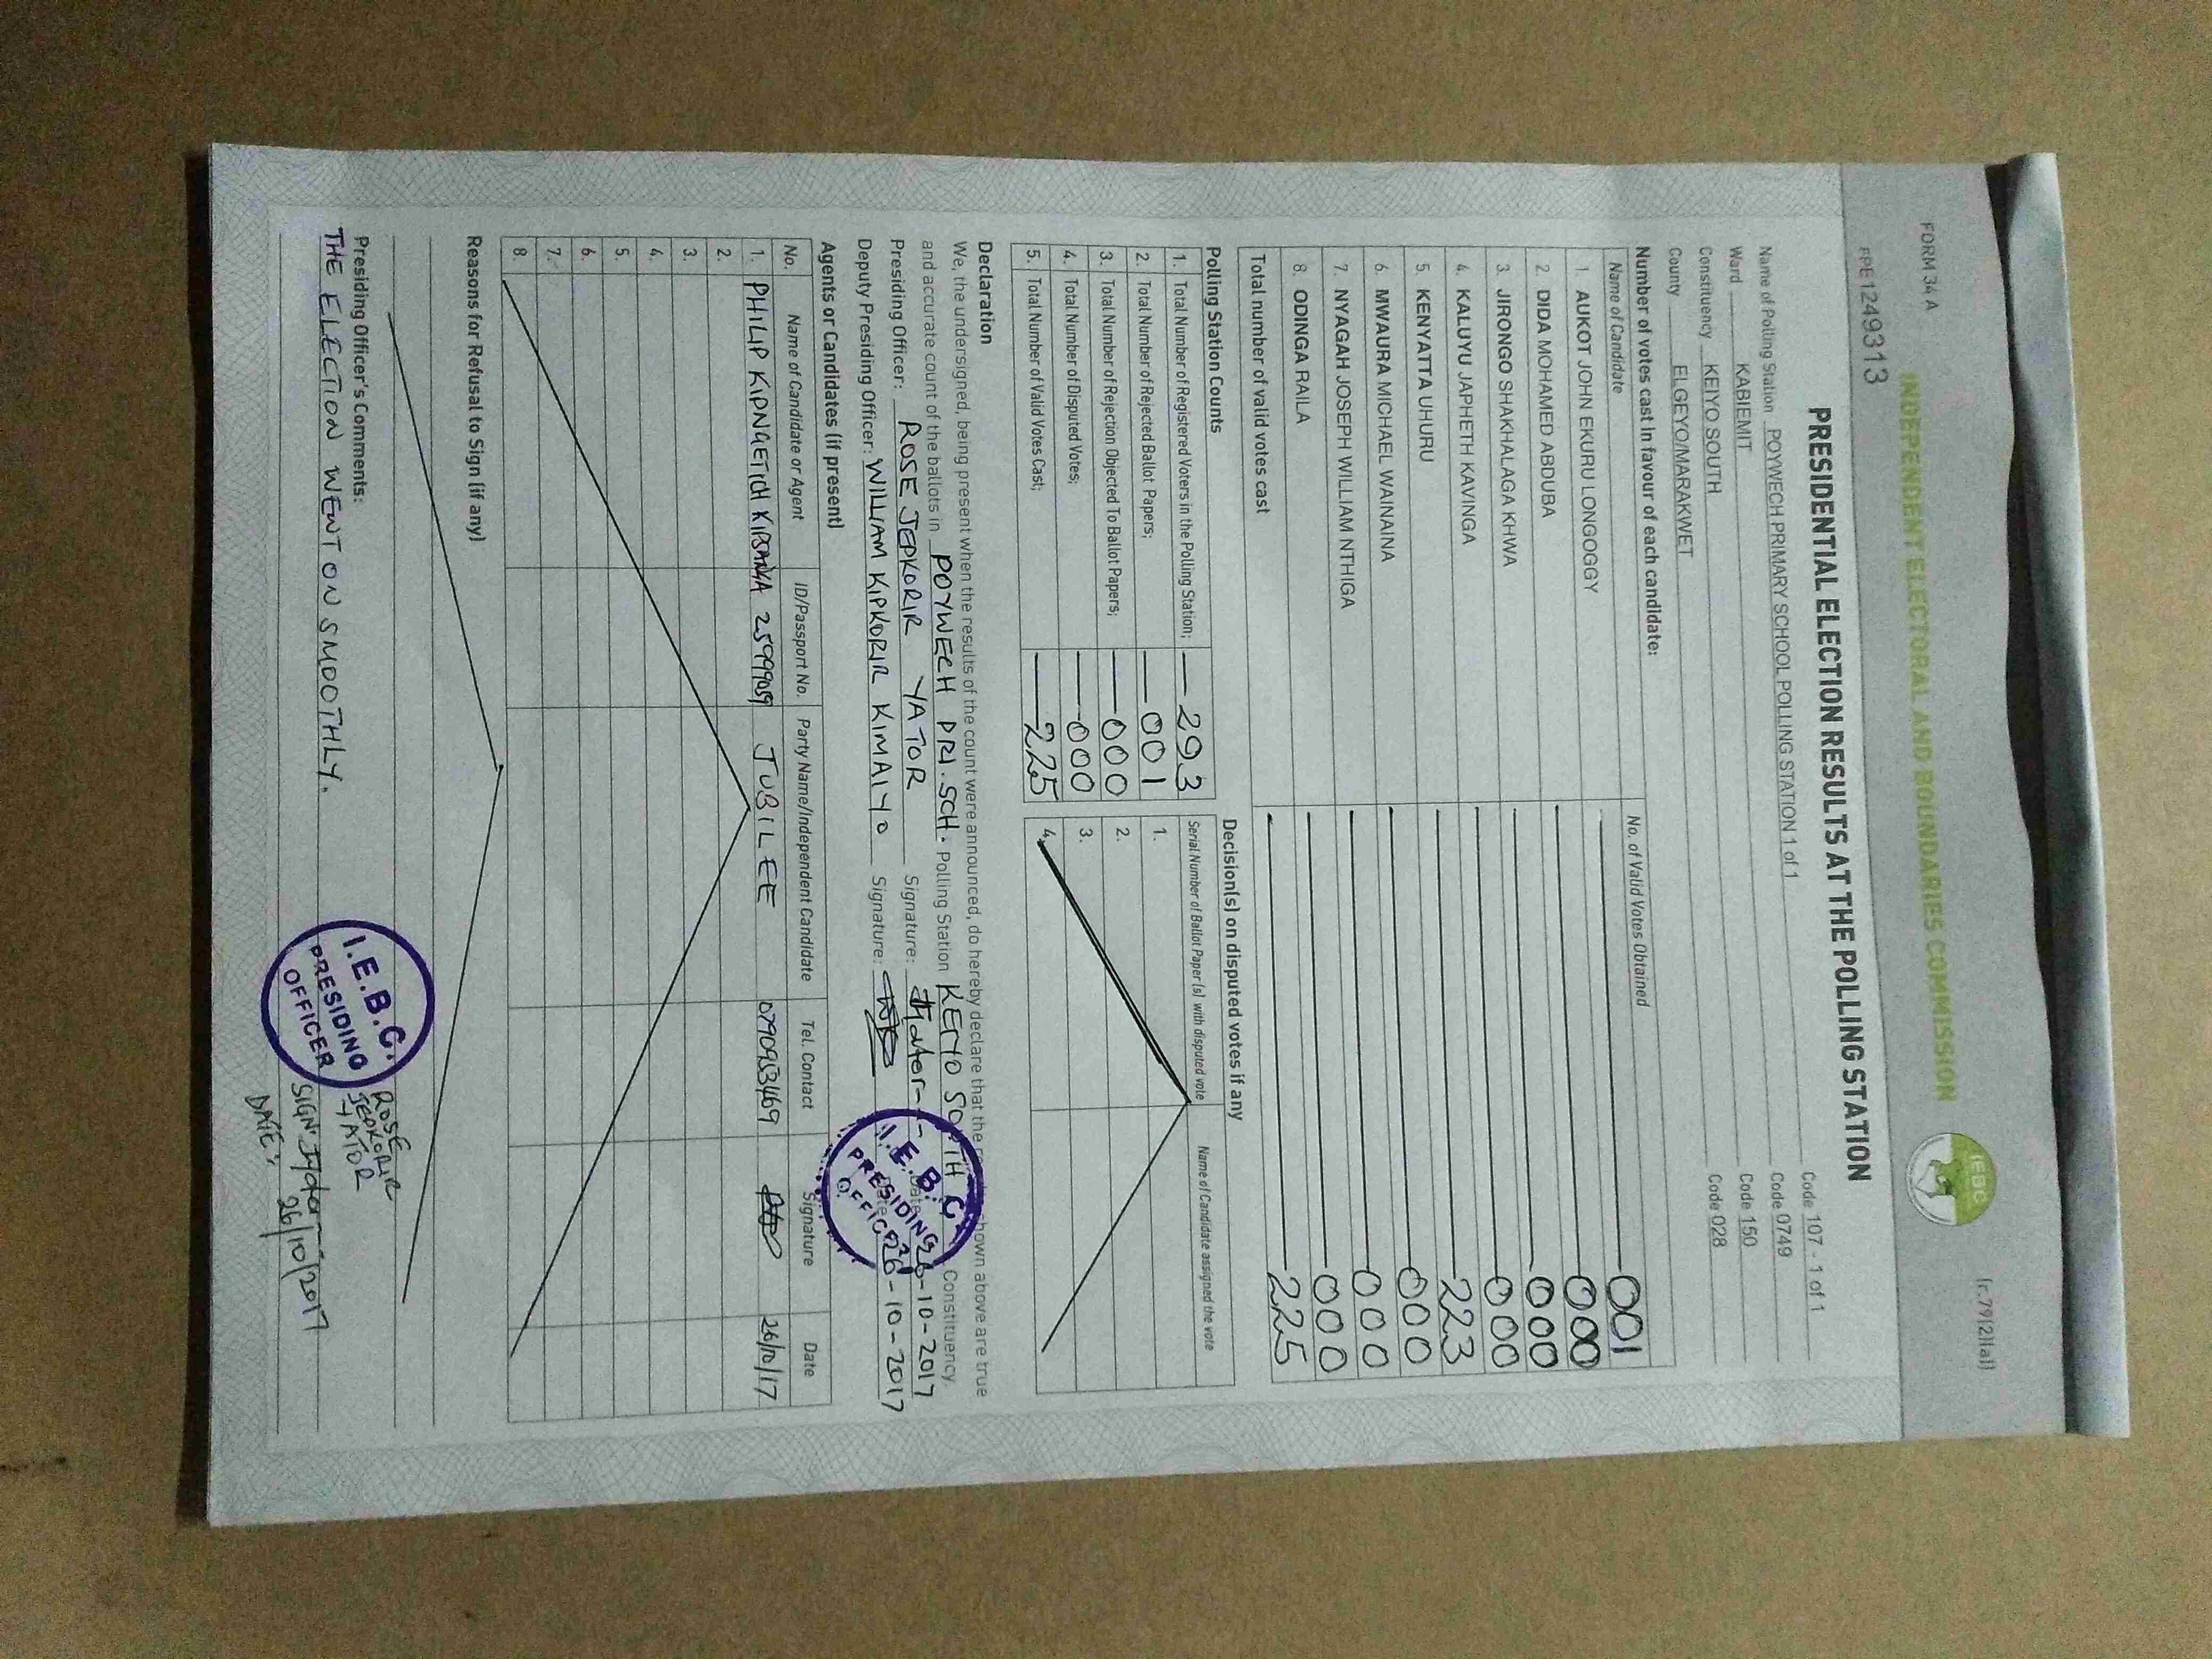 FORM 34 A
INDEPENDENT ELECTORAL AND BOUNDARIES COMMISSION
IEBC
(r.79(2)(a))
PRE1249313
PRESIDENTIAL ELECTION RESULTS AT THE POLLING STATION
Name of Polling Station POYWECH PRIMARY SCHOOL POLLING STATION 1 of 1 Code 107 - 1 of 1
Ward KABIEMIT Code 0749
Constituency KEIYO SOUTH Code 150
County ELGEYO/MARAKWET Code 028
Number of votes cast in favour of each candidate:
Name of Candidate No. of Valid Votes Obtained
1. AUKOT JOHN EKURU LONGOGGY 001
2. DIDA MOHAMED ABDUBA 000
3. JIRONGO SHAKHALAGA KHWA 000
4. KALUYU JAPHETH KAVINGA 000
5. KENYATTA UHURU 223
6. MWAURA MICHAEL WAINAINA 000
7. NYAGAH JOSEPH WILLIAM NTHIGA 000
8. ODINGA RAILA 000
Total number of valid votes cast 225
Polling Station Counts
1. Total Number of Registered Voters in the Polling Station; 293
2. Total Number of Rejected Ballot Papers; 001
3. Total Number of Rejection Objected To Ballot Papers; 000
4. Total Number of Disputed Votes; 000
5. Total Number of Valid Votes Cast; 225
Decision(s) on disputed votes if any
Serial Number of Ballot Paper (s) with disputed vote Name of Candidate assigned the vote
1.
2.
3.
4.
Declaration
We, the undersigned, being present when the results of the count were announced, do hereby declare that the shown above are true
and accurate count of the ballots in POYWECH PRI. SCH. Polling Station KEIYO SOUTH Constituency.
Presiding Officer: ROSE JEPKORIR YATOR Signature: Date 26-10-2017
Deputy Presiding Officer: WILLIAM KIPKORIR KIMAIYO Signature: Date 26-10-2017
I.E.B.C.
PRESIDING
OFFICER
Agents or Candidates (if present)
No. Name of Candidate or Agent ID/Passport No. Party Name/Independent Candidate Tel. Contact Signature Date
1. PHILIP KIPNGETICH KIBANYA 25999059 JUBILEE 0790953469 26/10/17
2.
3.
4.
5.
6.
7.
8.
Reasons for Refusal to Sign (if any)
Presiding Officer's Comments:
THE ELECTION WENT ON SMOOTHLY.
I.E.B.C.
PRESIDING
OFFICER
ROSE
JEPKORIR
YATOR
SIGN:
DATE: 26/10/2017